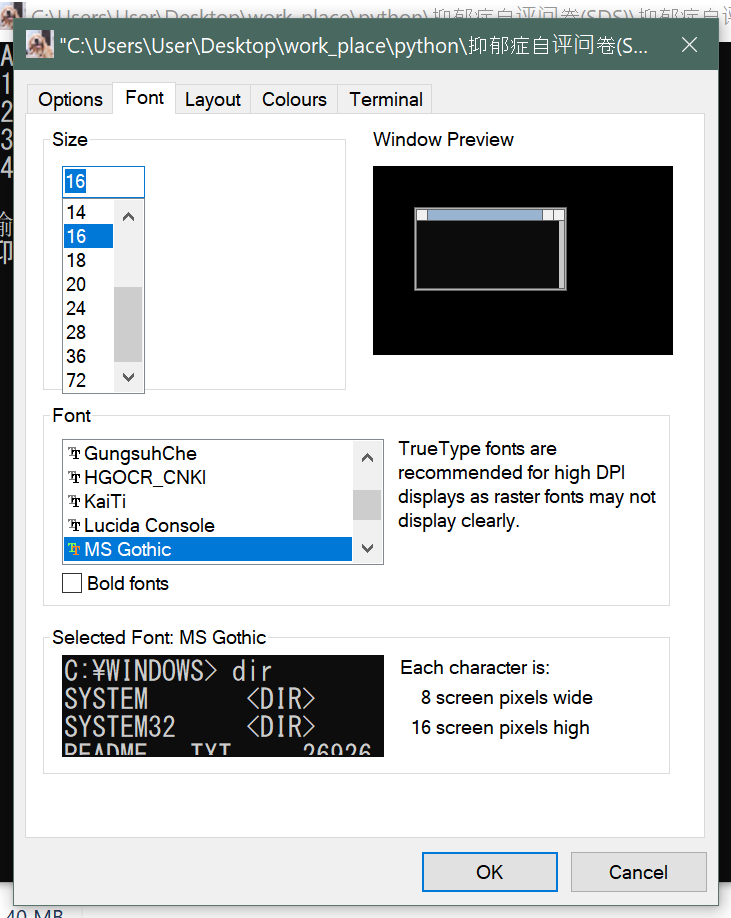 C:\Users\User\Desktop\work_place\python\抑郁症自评问卷(SDS)\抑郁症自评
"C:\Users\User\Desktop\work_place\python\抑郁症自评问卷(S...
Options Font Layout Colours Terminal
A
1
2
3
4
Size
16
14
16
18
20
24
28
36
72
Window Preview
Font
GungsuhChe
HGOCR_CNKI
KaiTi
Lucida Console
MS Gothic
Bold fonts
TrueType fonts are
recommended for high DPI
displays as raster fonts may not
display clearly.
Selected Font: MS Gothic
C:¥WINDOWS> dir
SYSTEM <DIR>
SYSTEM32 <DIR>
README TXT 26926
Each character is:
8 screen pixels wide
16 screen pixels high
OK Cancel
40 MB